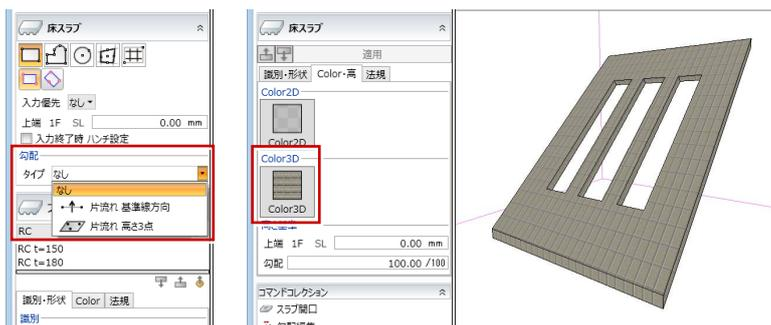 床スラブ
入力優先 なし
上端 1F SL 0.00 mm
入力終了時 ハンチ設定
勾配
タイプ なし
なし
片流れ 基準線方向
片流れ 高さ3点
RC
RC t=150
RC t=180
識別・形状 Color 法規
識別
床スラブ
適用
識別・形状 Color・高 法規
Color2D
Color2D
Color3D
Color3D
上端 1F SL 0.00 mm
勾配 100.00 /100
コマンドコレクション
スラブ開口